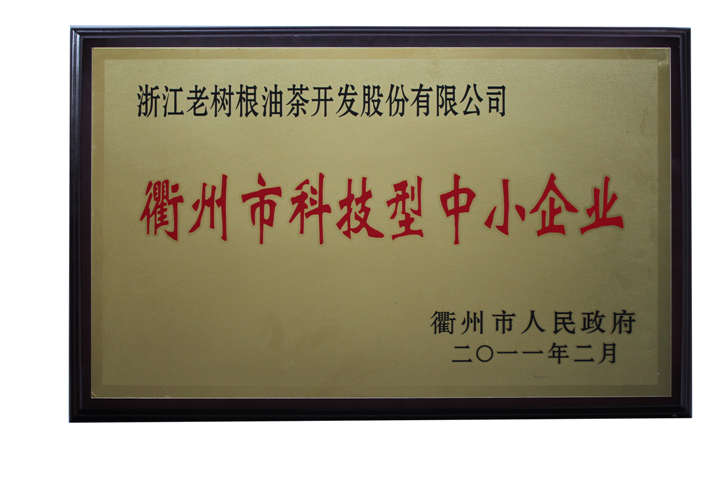 浙江老树根油茶开发股份有限公司
衢州市科技型中小企业
衢州市人民政府
二〇一一年二月